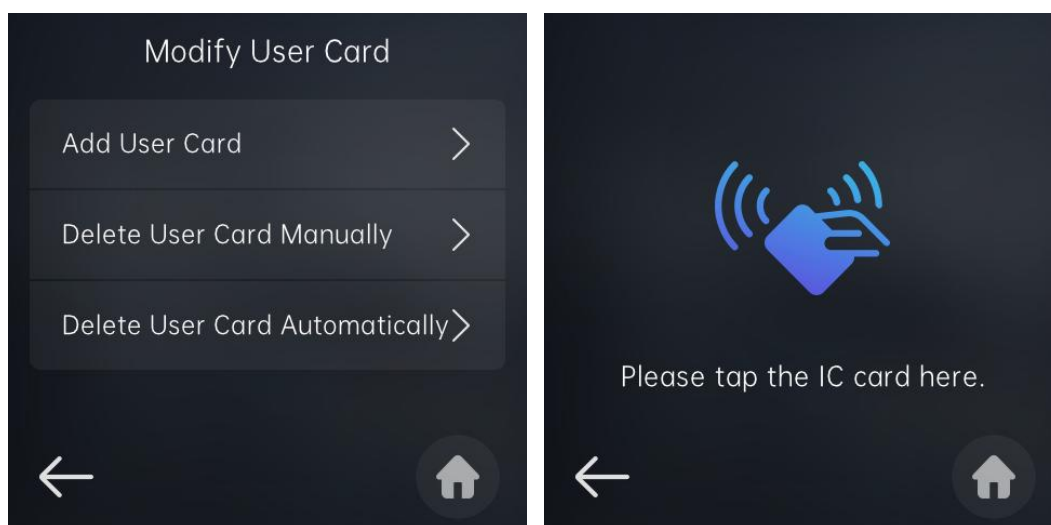 Modify User Card
Add User Card
Delete User Card Manually
Delete User Card Automatically
Please tap the IC card here.